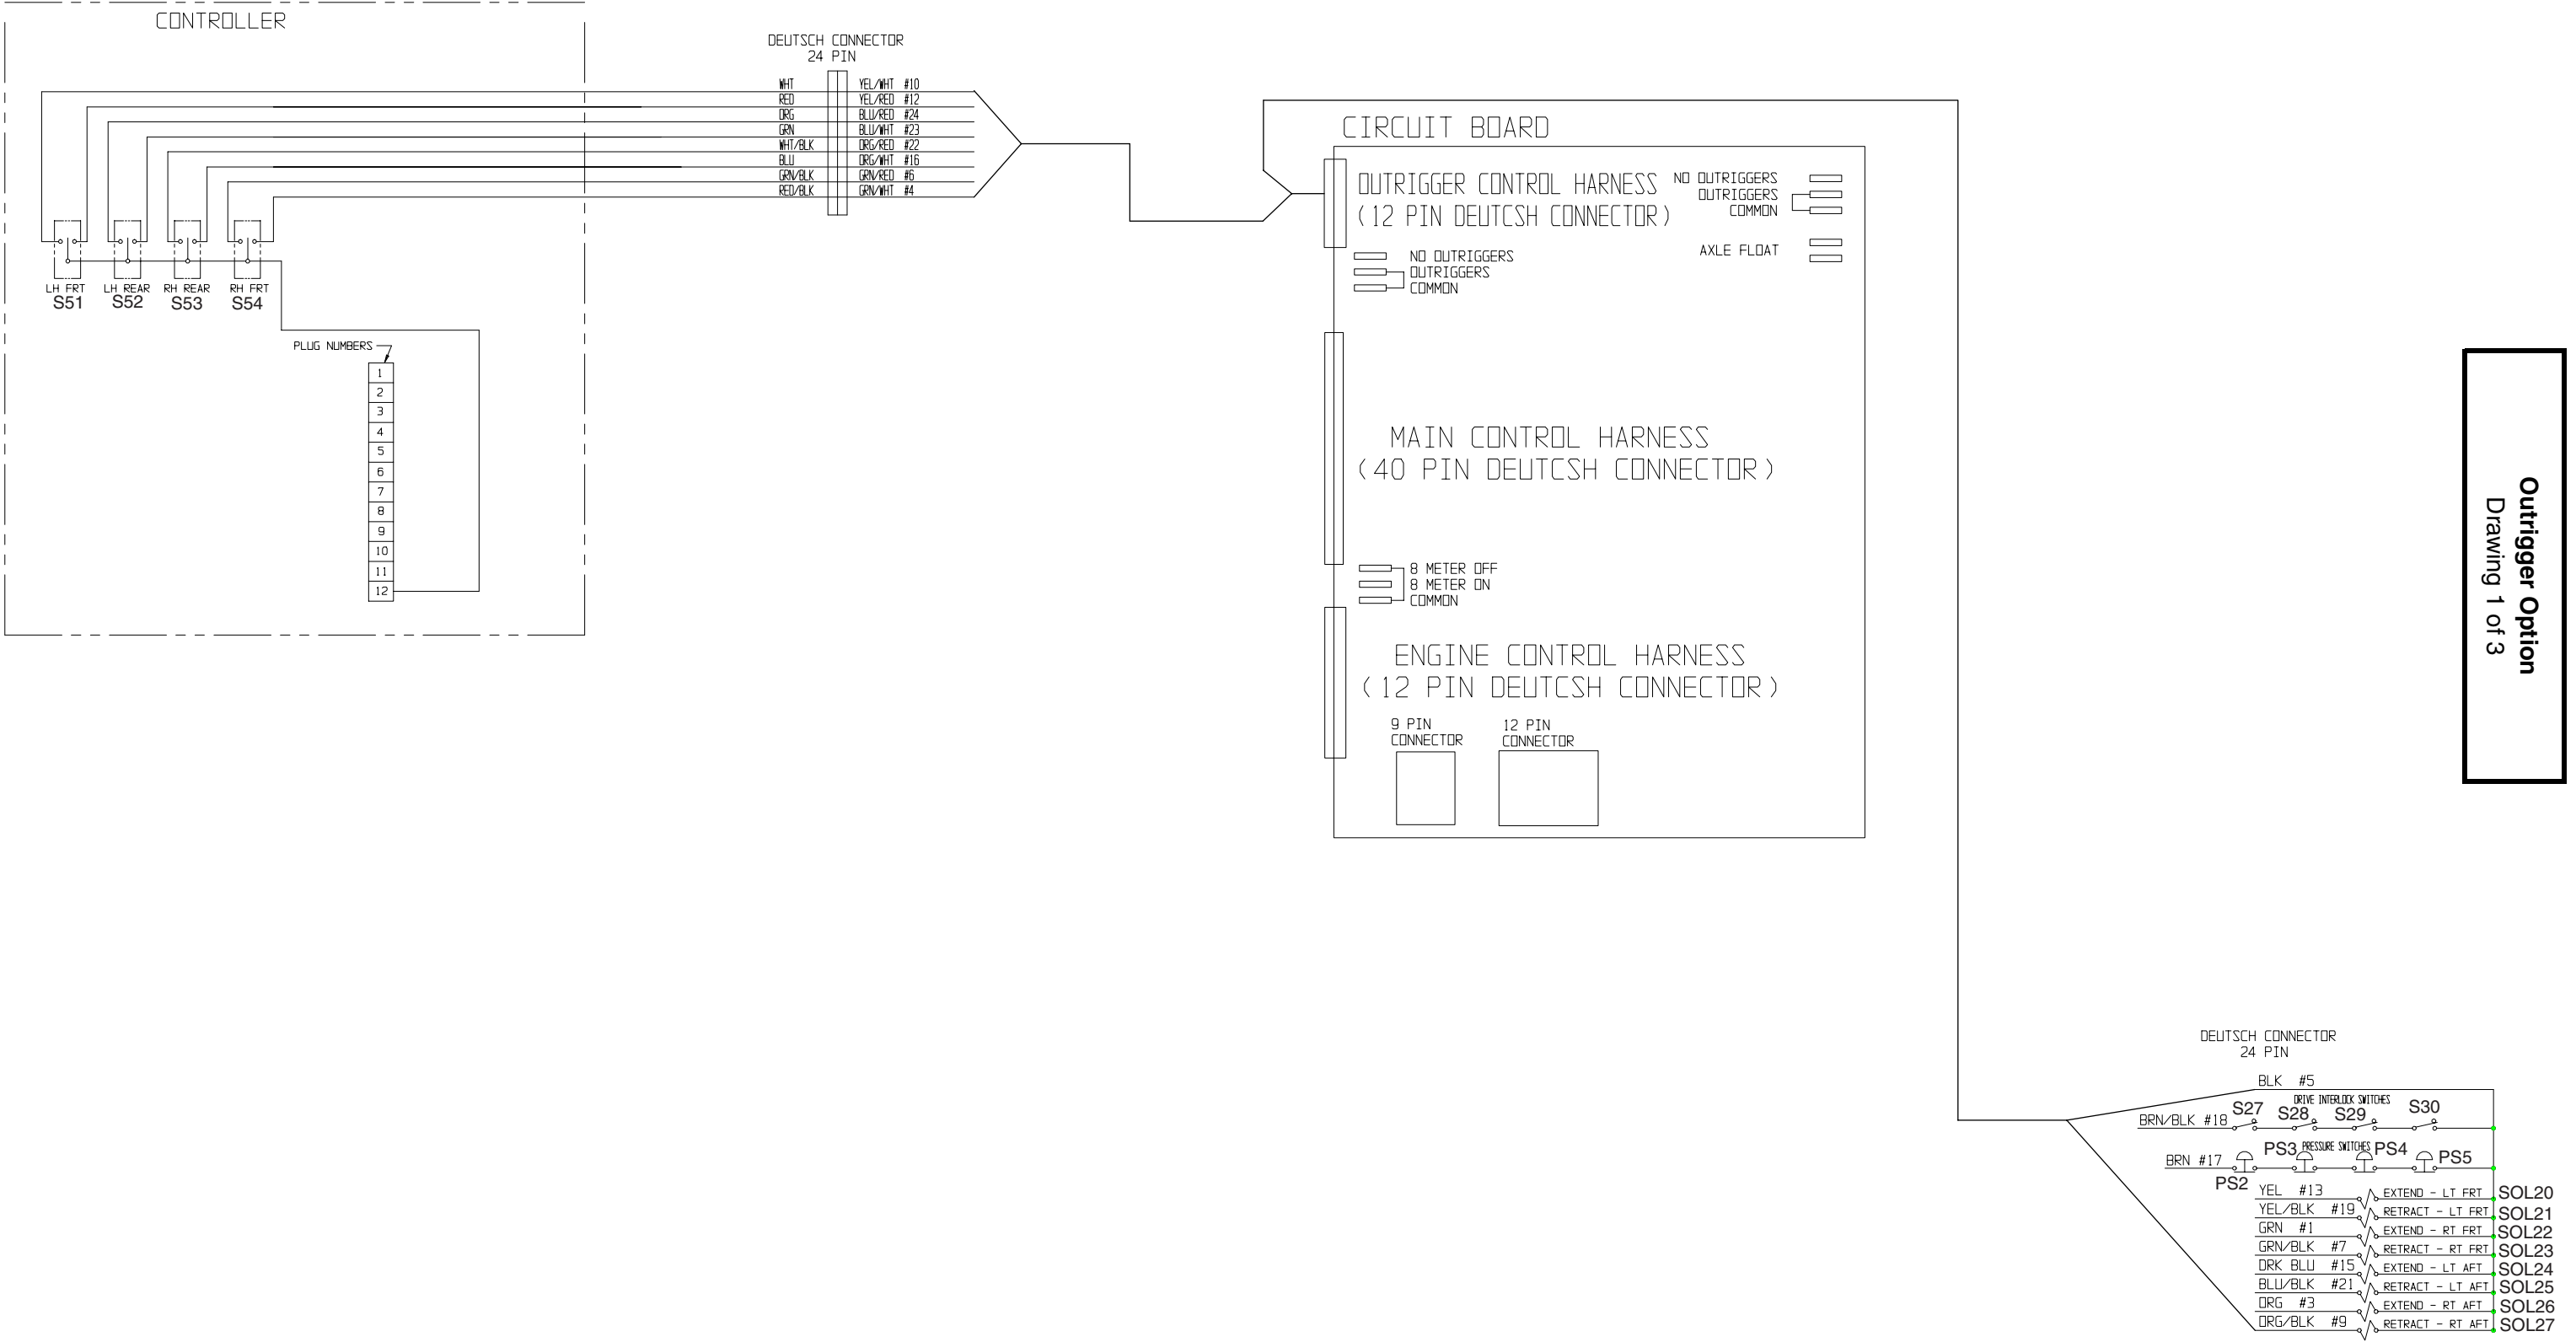 CONTROLLER
DEUTSCH CONNECTOR
24 PIN
WHT YEL/WHT #10
RED YEL/RED #12
ORG BLU/RED #24
GRN BLU/WHT #23
WHT/BLK ORG/RED #22
BLU ORG/WHT #16
GRN/BLK GRN/RED #6
RED/BLK GRN/WHT #4
LH FRT LH REAR RH REAR RH FRT
S51 S52 S53 S54
PLUG NUMBERS
1
2
3
4
5
6
7
8
9
10
11
12
CIRCUIT BOARD
OUTRIGGER CONTROL HARNESS
(12 PIN DEUTCSH CONNECTOR)
NO OUTRIGGERS
OUTRIGGERS
COMMON
AXLE FLOAT
NO OUTRIGGERS
OUTRIGGERS
COMMON
MAIN CONTROL HARNESS
(40 PIN DEUTCSH CONNECTOR)
8 METER OFF
8 METER ON
COMMON
ENGINE CONTROL HARNESS
(12 PIN DEUTCSH CONNECTOR)
9 PIN
CONNECTOR
12 PIN
CONNECTOR
Outrigger Option
Drawing 1 of 3
DEUTSCH CONNECTOR
24 PIN
BLK #5
DRIVE INTERLOCK SWITCHES
BRN/BLK #18 S27 S28 S29 S30
PRESSURE SWITCHES
BRN #17 PS2 PS3 PS4 PS5
YEL #13 EXTEND - LT FRT SOL20
YEL/BLK #19 RETRACT - LT FRT SOL21
GRN #1 EXTEND - RT FRT SOL22
GRN/BLK #7 RETRACT - RT FRT SOL23
DRK BLU #15 EXTEND - LT AFT SOL24
BLU/BLK #21 RETRACT - LT AFT SOL25
ORG #3 EXTEND - RT AFT SOL26
ORG/BLK #9 RETRACT - RT AFT SOL27